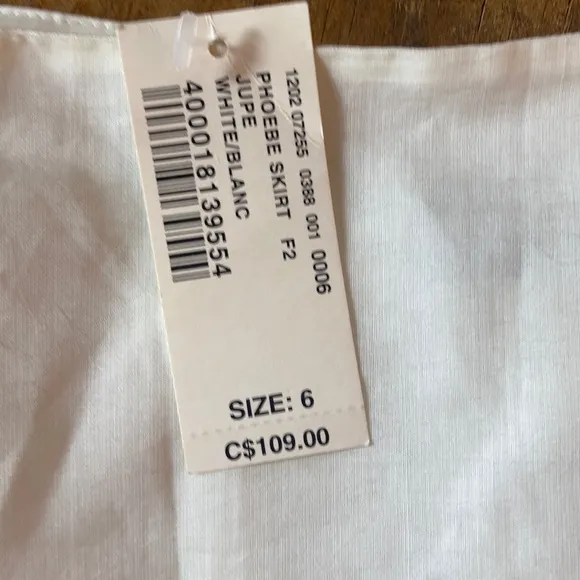 1202 07255 0388 001 0006
PHOEBE SKIRT F2
JUPE
WHITE/BLANC
400018139554
SIZE: 6
C$109.00